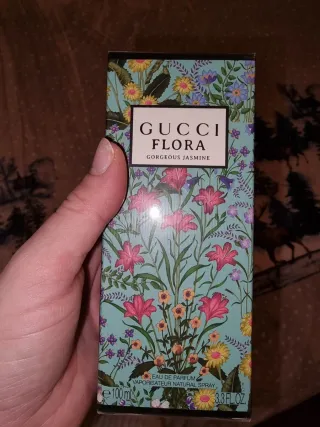 GUCCI
FLORA
GORGEOUS JASMINE
EAU DE PARFUM
VAPORISATEUR NATURAL SPRAY
℮ 100ml 3.3 FL.OZ.